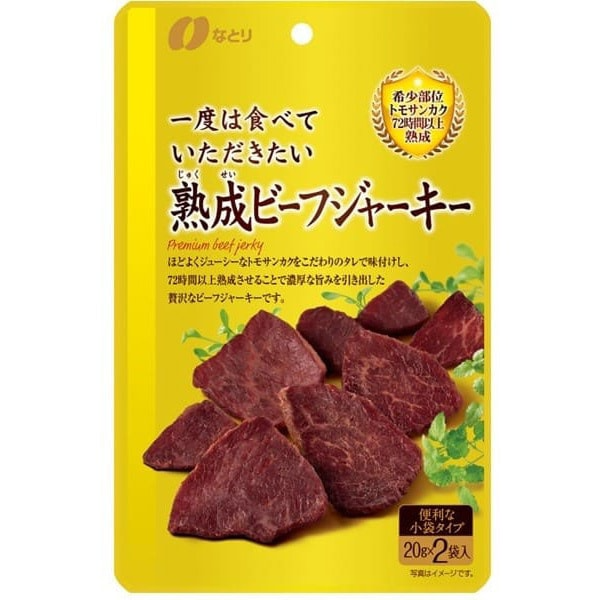 なとり
希少部位
トモサンカク
72時間以上
熟成
一度は食べて
いただきたい
じゅく せい
熟成ビーフジャーキー
Premium beef jerky
ほどよくジューシーなトモサンカクをこだわりのタレで味付けし、
72時間以上熟成させることで濃厚な旨みを引き出した
贅沢なビーフジャーキーです。
便利な
小袋タイプ
20g×2袋入
写真はイメージです。